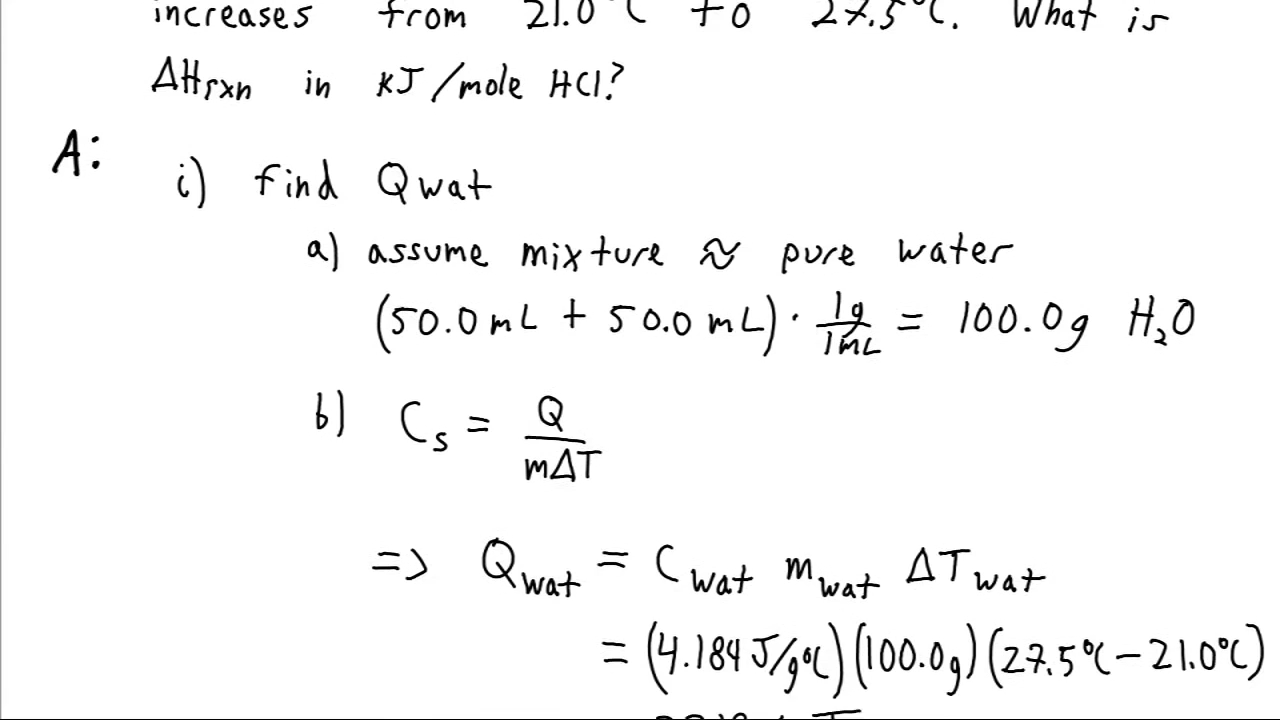 increases from 21.0°C to 27.5°C. What is
ΔHrxn in kJ/mole HCl?
A:
i) find Qwat
a) assume mixture ≈ pure water
(50.0 mL + 50.0 mL) · 1g/1mL = 100.0g H₂O
b) Cs = Q/mΔT
=> Qwat = Cwat mwat ΔTwat
= (4.184 J/g°C)(100.0g)(27.5°C - 21.0°C)